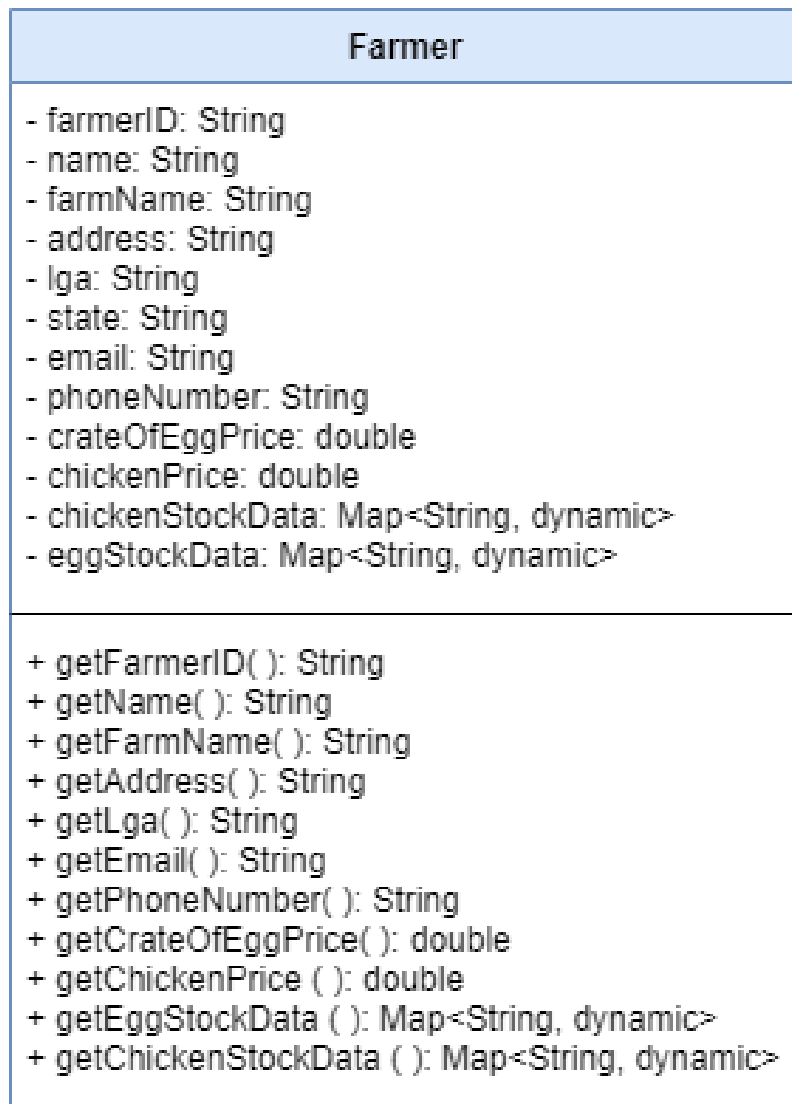 Farmer
- farmerID: String
- name: String
- farmName: String
- address: String
- lga: String
- state: String
- email: String
- phoneNumber: String
- crateOfEggPrice: double
- chickenPrice: double
- chickenStockData: Map<String, dynamic>
- eggStockData: Map<String, dynamic>
+ getFarmerID( ): String
+ getName( ): String
+ getFarmName( ): String
+ getAddress( ): String
+ getLga( ): String
+ getEmail( ): String
+ getPhoneNumber( ): String
+ getCrateOfEggPrice( ): double
+ getChickenPrice ( ): double
+ getEggStockData ( ): Map<String, dynamic>
+ getChickenStockData ( ): Map<String, dynamic>